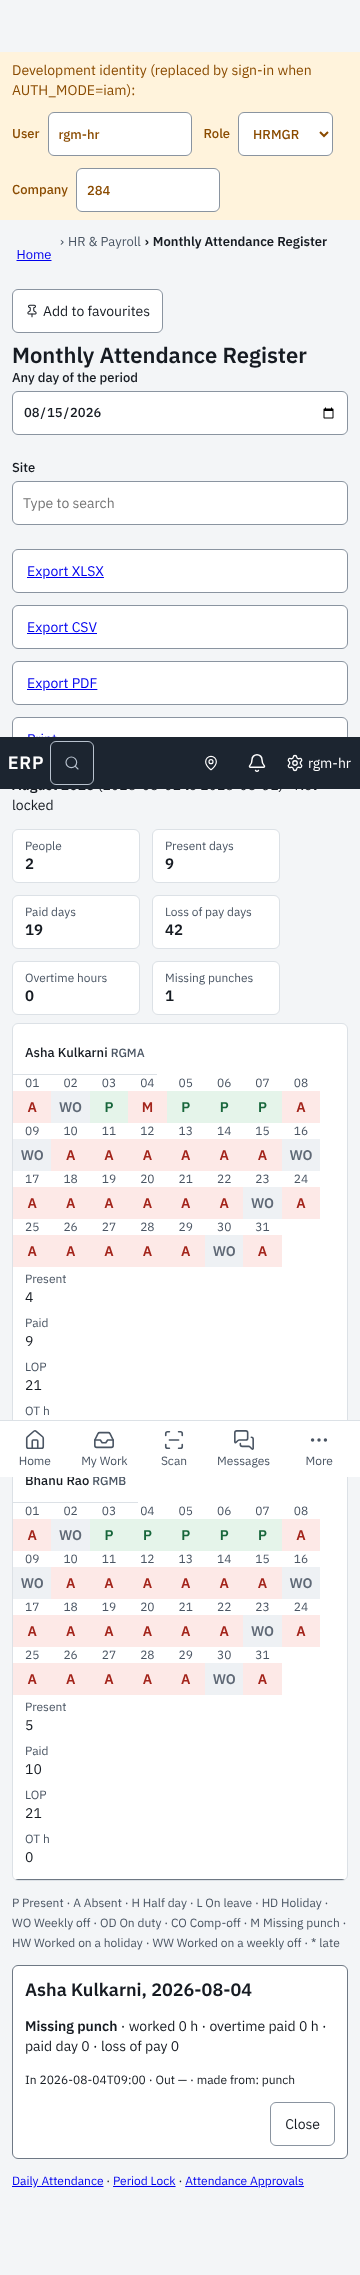 Development identity (replaced by sign-in when
AUTH_MODE=iam):
User rgm-hr Role HRMGR
Company 284
› HR & Payroll › Monthly Attendance Register
Home
Add to favourites
Monthly Attendance Register
Any day of the period
08/15/2026
Site
Type to search
Export XLSX
Export CSV
Export PDF
ERP rgm-hr
locked
People
2
Present days
9
Paid days
19
Loss of pay days
42
Overtime hours
0
Missing punches
1
Asha Kulkarni RGMA
01 02 03 04 05 06 07 08
A WO P M P P P A
09 10 11 12 13 14 15 16
WO A A A A A A WO
17 18 19 20 21 22 23 24
A A A A A A WO A
25 26 27 28 29 30 31
A A A A A WO A
Present
4
Paid
9
LOP
21
OT h
Home My Work Scan Messages More
Bhanu Rao RGMB
01 02 03 04 05 06 07 08
A WO P P P P P A
09 10 11 12 13 14 15 16
WO A A A A A A WO
17 18 19 20 21 22 23 24
A A A A A A WO A
25 26 27 28 29 30 31
A A A A A WO A
Present
5
Paid
10
LOP
21
OT h
0
P Present · A Absent · H Half day · L On leave · HD Holiday ·
WO Weekly off · OD On duty · CO Comp-off · M Missing punch ·
HW Worked on a holiday · WW Worked on a weekly off · * late
Asha Kulkarni, 2026-08-04
Missing punch · worked 0 h · overtime paid 0 h ·
paid day 0 · loss of pay 0
In 2026-08-04T09:00 · Out — · made from: punch
Close
Daily Attendance · Period Lock · Attendance Approvals